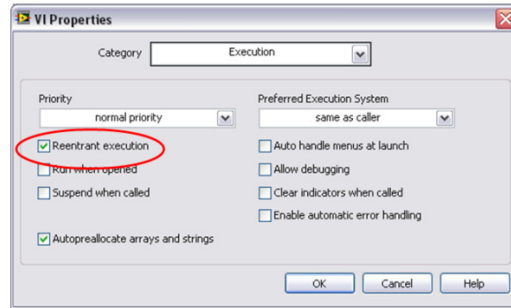 VI Properties
Category Execution
Priority Preferred Execution System
normal priority same as caller
Reentrant execution Auto handle menus at launch
Run when opened Allow debugging
Suspend when called Clear indicators when called
Enable automatic error handling
Autopreallocate arrays and strings
OK Cancel Help